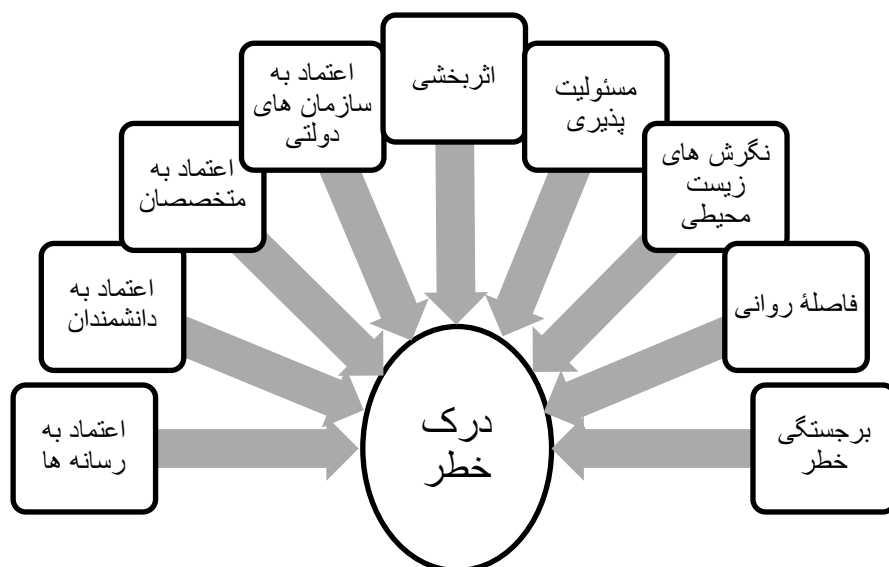 برجستگی
خطر
فاصلهٔ روانی
نگرش های
زیست
محیطی
مسئولیت
پذیری
اثربخشی
اعتماد به
سازمان های
دولتی
اعتماد به
متخصصان
اعتماد به
دانشمندان
اعتماد به
رسانه ها
درک
خطر